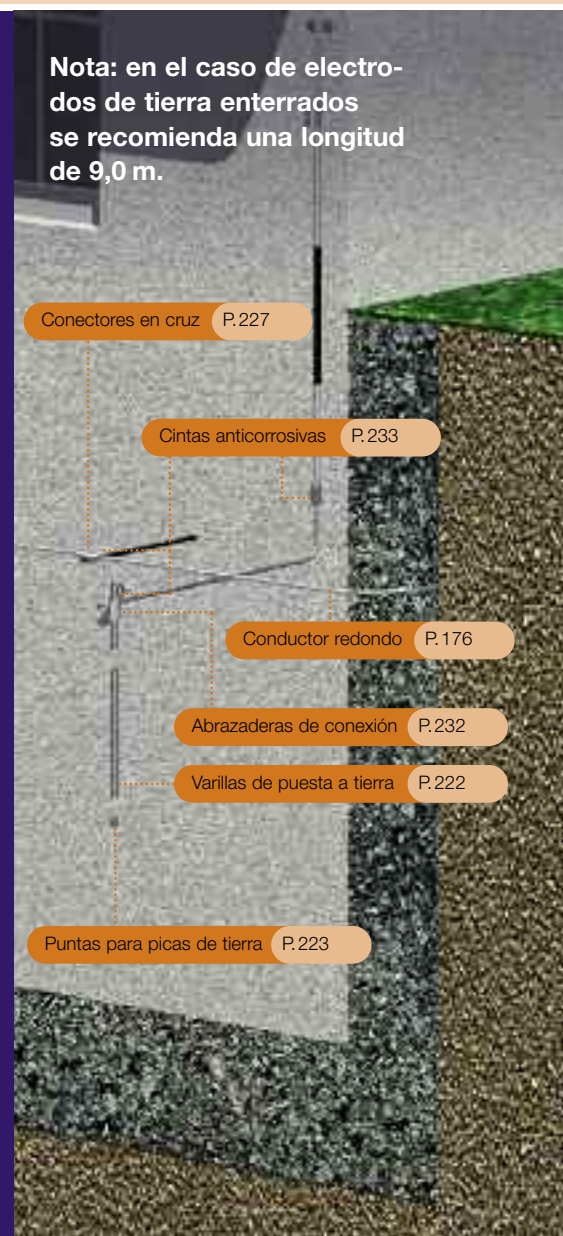 Nota: en el caso de electro-
dos de tierra enterrados
se recomienda una longitud
de 9,0 m.
Conectores en cruz P.227
Cintas anticorrosivas P.233
Conductor redondo P.176
Abrazaderas de conexión P.232
Varillas de puesta a tierra P.222
Puntas para picas de tierra P.223